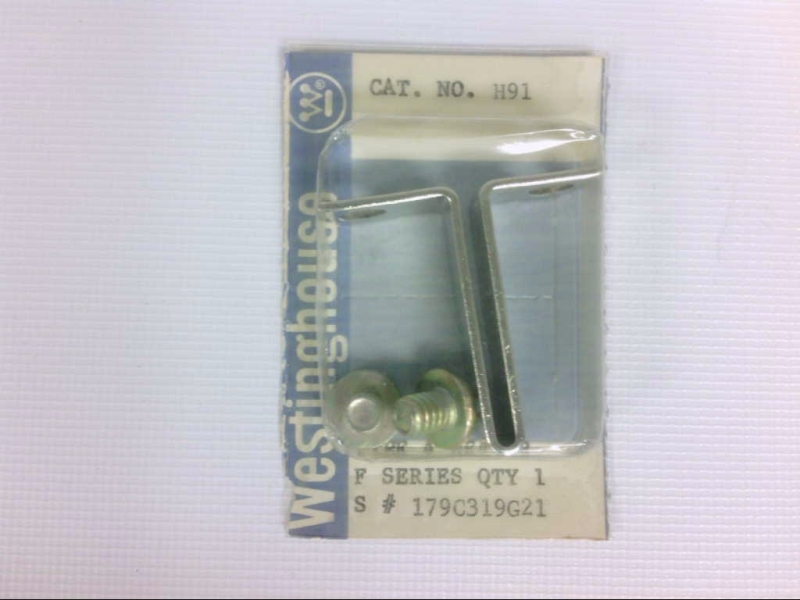 CAT. NO. H91
Westinghouse
F SERIES QTY 1
S # 179C319G21